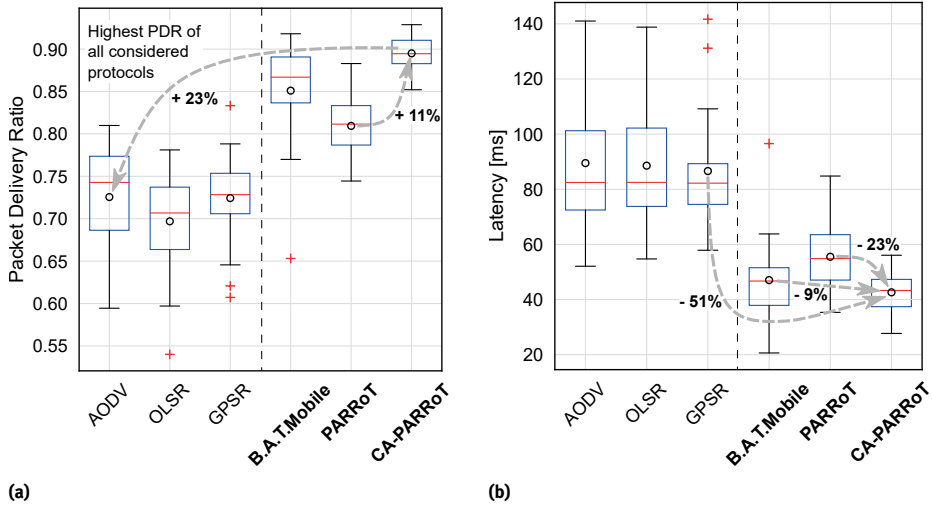 (a)
Packet Delivery Ratio
0.90
0.85
0.80
0.75
0.70
0.65
0.60
0.55
Highest PDR of
all considered
protocols
+ 23%
+ 11%
AODV
OLSR
GPSR
B.A.T.Mobile
PARRoT
CA-PARRoT
(b)
Latency [ms]
140
120
100
80
60
40
20
- 51%
- 9%
- 23%
AODV
OLSR
GPSR
B.A.T.Mobile
PARRoT
CA-PARRoT